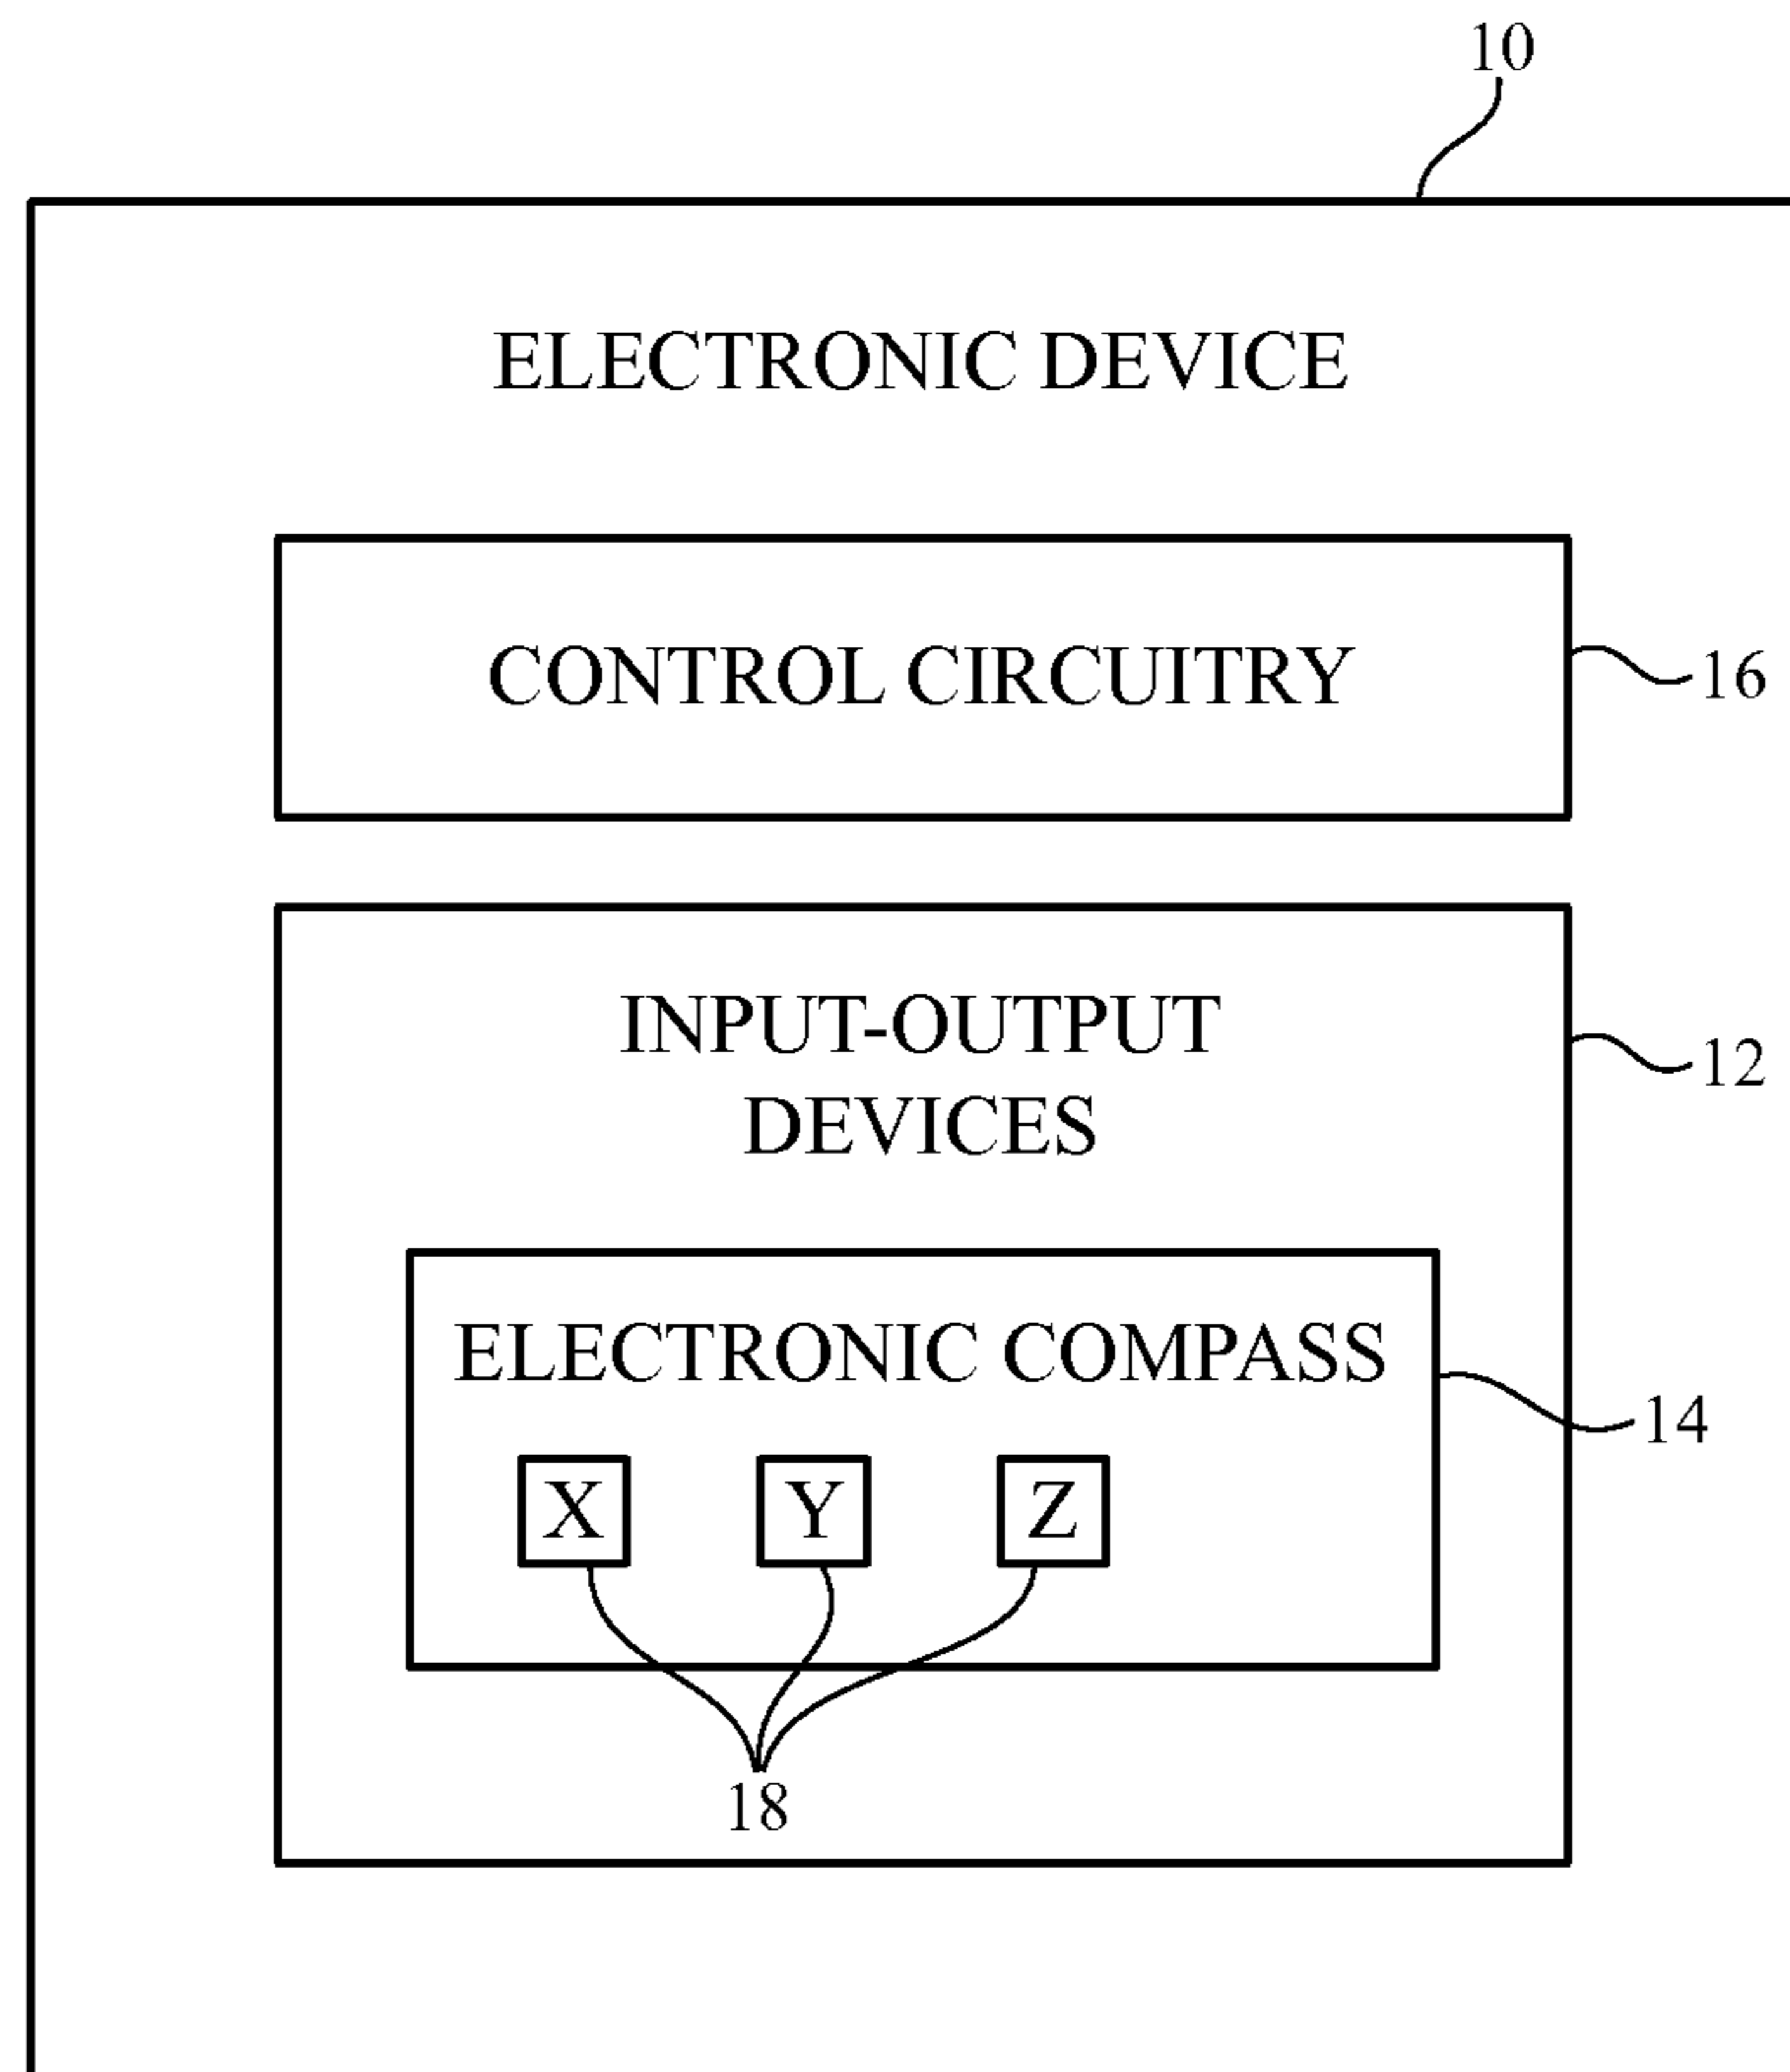 10
ELECTRONIC DEVICE
CONTROL CIRCUITRY
16
INPUT-OUTPUT
DEVICES
12
ELECTRONIC COMPASS
14
X Y Z
18